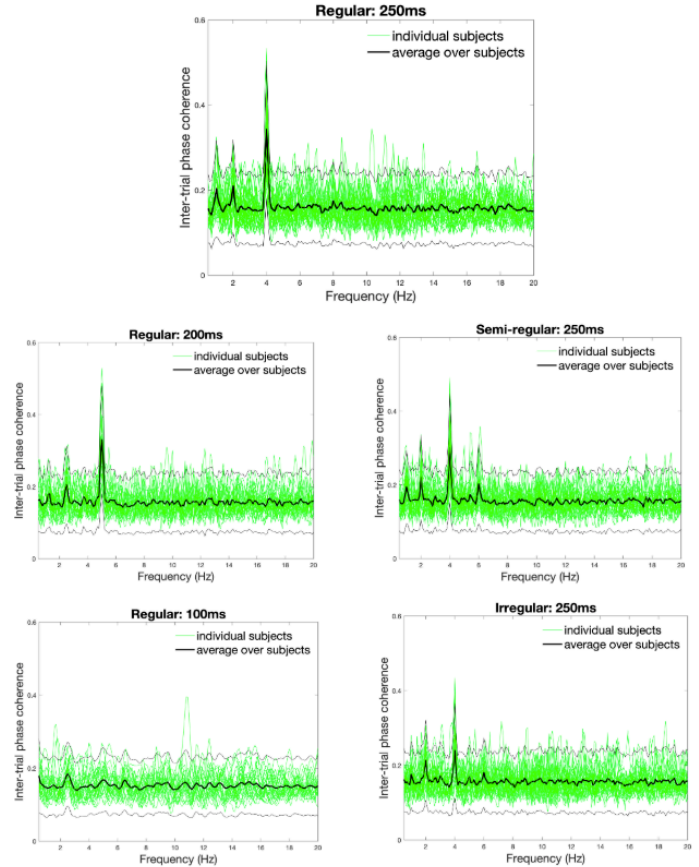 Regular: 250ms
individual subjects
average over subjects
Inter-trial phase coherence
0.6
0.4
0.2
0
2 4 6 8 10 12 14 16 18 20
Frequency (Hz)
Regular: 200ms
individual subjects
average over subjects
Inter-trial phase coherence
0.6
0.4
0.2
0
2 4 6 8 10 12 14 16 18 20
Frequency (Hz)
Semi-regular: 250ms
individual subjects
average over subjects
Inter-trial phase coherence
0.6
0.4
0.2
0
2 4 6 8 10 12 14 16 18 20
Frequency (Hz)
Regular: 100ms
individual subjects
average over subjects
Inter-trial phase coherence
0.6
0.4
0.2
0
2 4 6 8 10 12 14 16 18 20
Frequency (Hz)
Irregular: 250ms
individual subjects
average over subjects
Inter-trial phase coherence
0.6
0.4
0.2
0
2 4 6 8 10 12 14 16 18 20
Frequency (Hz)